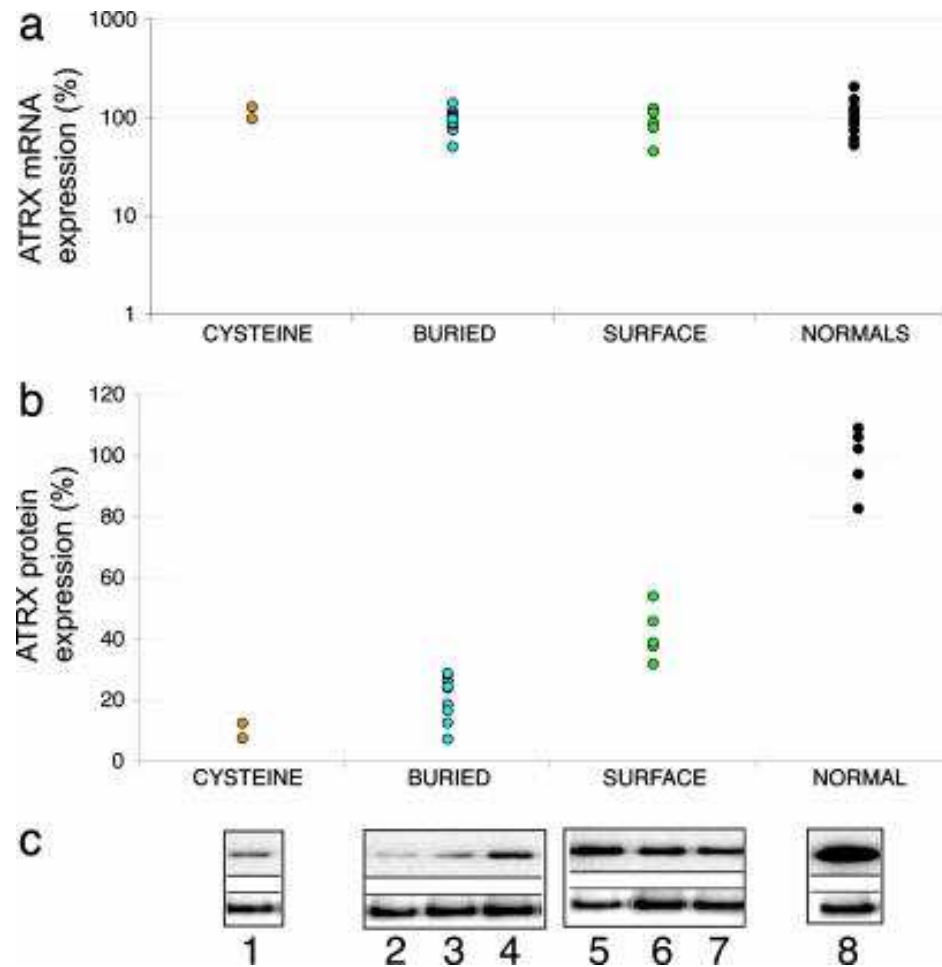 a
ATRX mRNA
expression (%)
1000
100
10
1
CYSTEINE BURIED SURFACE NORMALS
b
ATRX protein
expression (%)
120
100
80
60
40
20
0
CYSTEINE BURIED SURFACE NORMAL
c
1 2 3 4 5 6 7 8